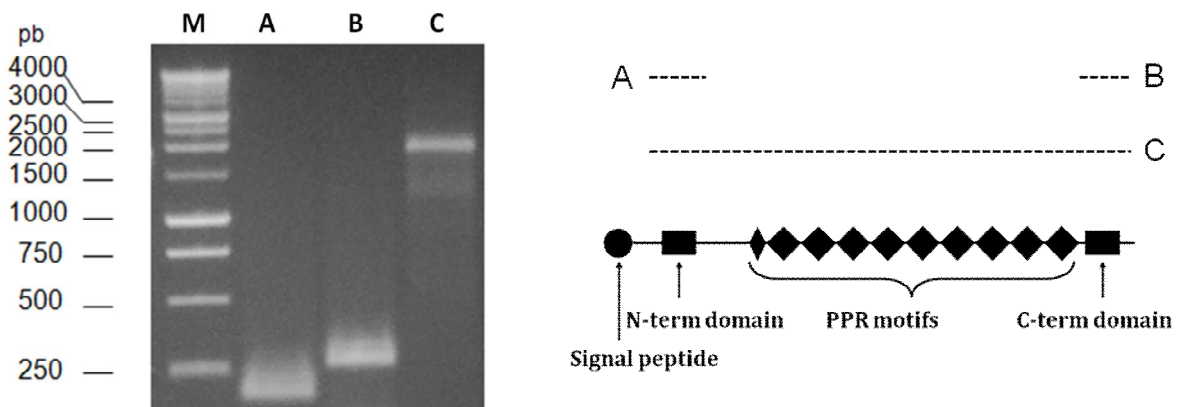 pb
M A B C
4000
3000
2500
2000
1500
1000
750
500
250
A B
C
N-term domain PPR motifs C-term domain
Signal peptide